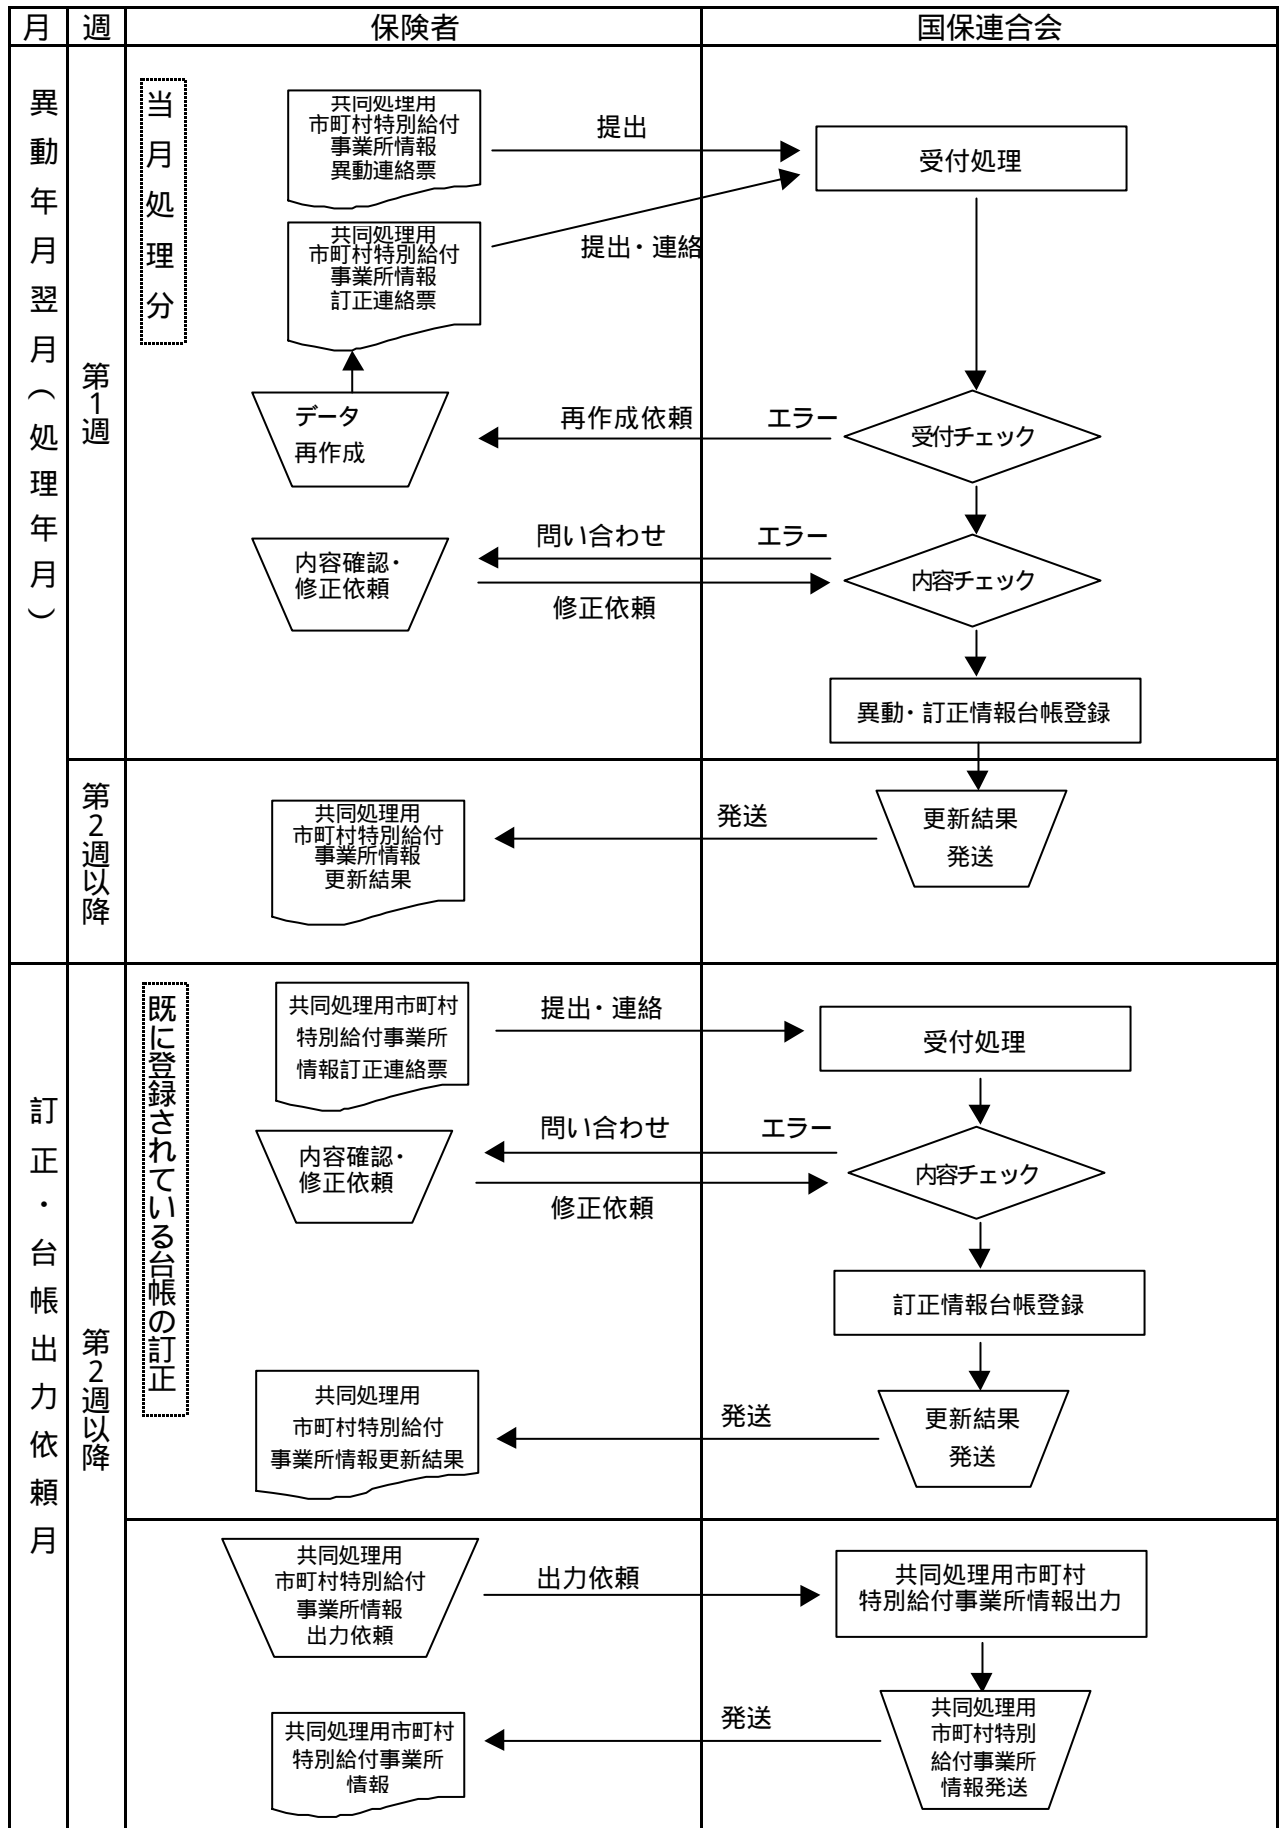 月
週
保険者
国保連合会
異動年月翌月（処理年月）
第1週
当月処理分
共同処理用
市町村特別給付
事業所情報
異動連絡票
提出
受付処理
共同処理用
市町村特別給付
事業所情報
訂正連絡票
提出・連絡
データ
再作成
再作成依頼
エラー
受付チェック
内容確認・
修正依頼
問い合わせ
エラー
修正依頼
内容チェック
異動・訂正情報台帳登録
第2週以降
共同処理用
市町村特別給付
事業所情報
更新結果
発送
更新結果
発送
訂正・台帳出力依頼月
第2週以降
既に登録されている台帳の訂正
共同処理用市町村
特別給付事業所
情報訂正連絡票
提出・連絡
受付処理
内容確認・
修正依頼
問い合わせ
エラー
修正依頼
内容チェック
訂正情報台帳登録
共同処理用
市町村特別給付
事業所情報更新結果
発送
更新結果
発送
共同処理用
市町村特別給付
事業所情報
出力依頼
出力依頼
共同処理用市町村
特別給付事業所情報出力
共同処理用市町村
特別給付事業所
情報
発送
共同処理用
市町村特別
給付事業所
情報発送